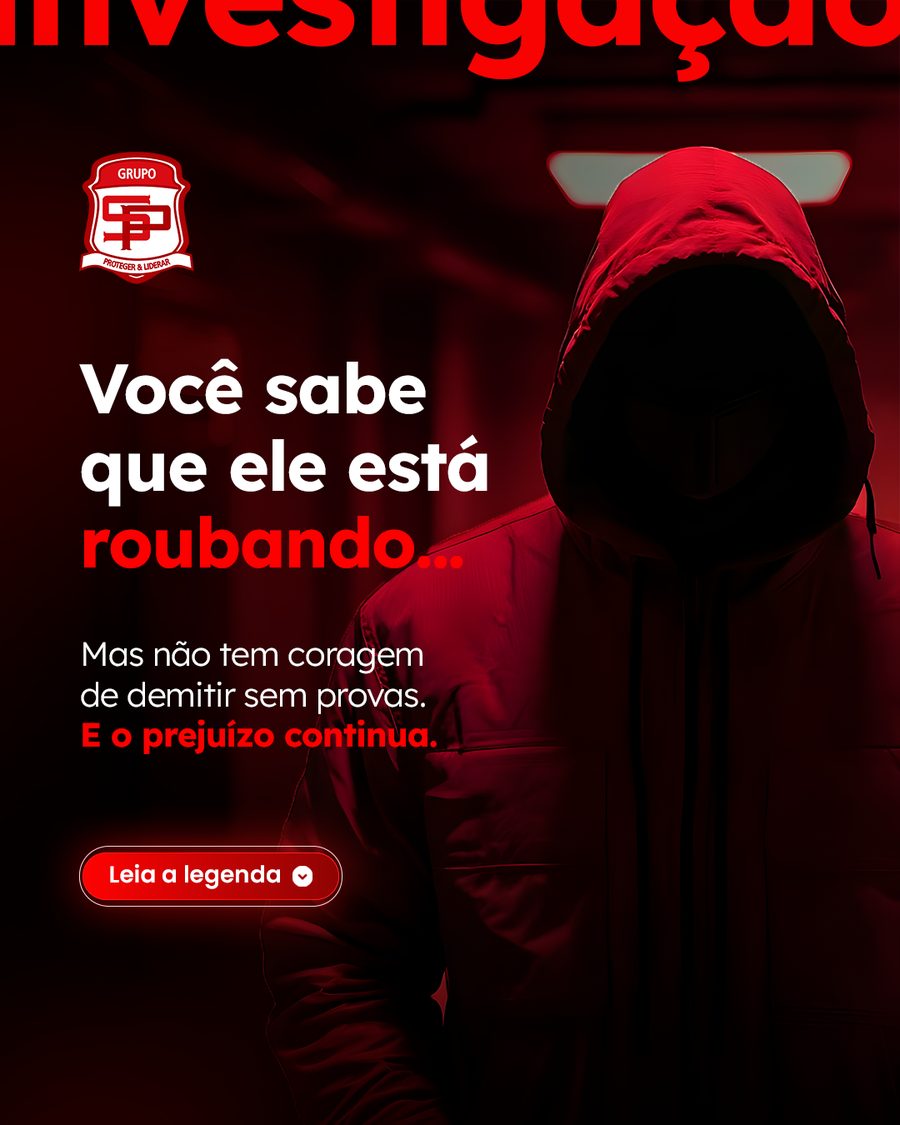 investigação
GRUPO
SP
PROTEGER & LIDERAR
Você sabe
que ele está
roubando...
Mas não tem coragem
de demitir sem provas.
E o prejuízo continua.
Leia a legenda